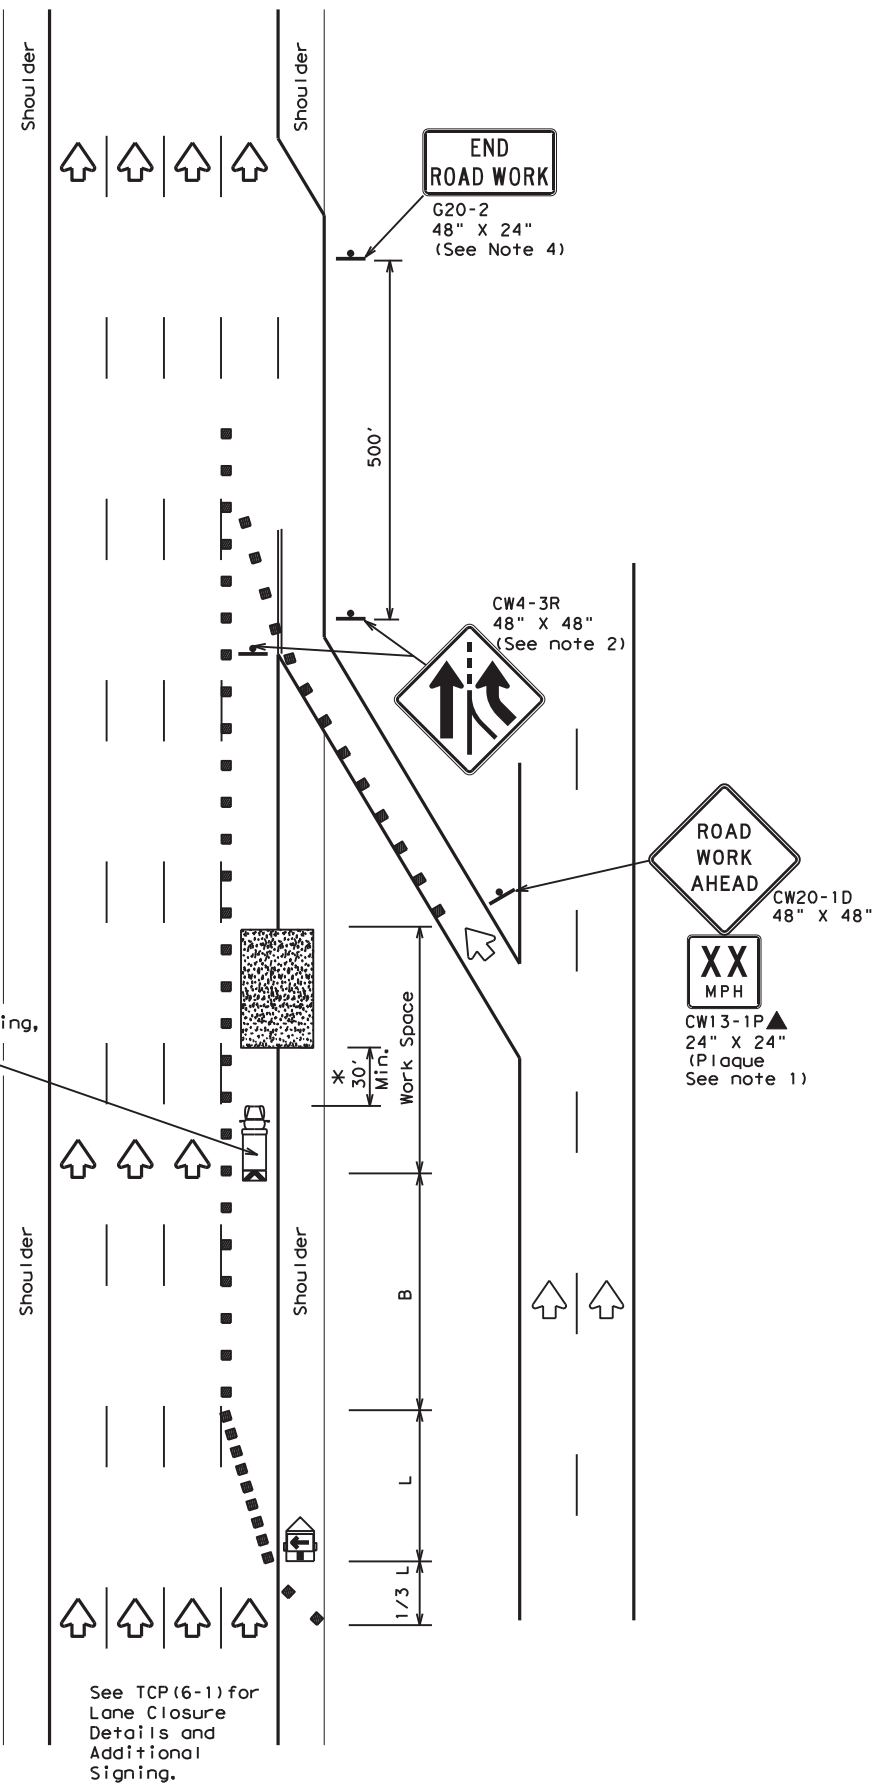 Shoulder
Shoulder
END
ROAD WORK
G20-2
48" X 24"
(See Note 4)
500'
CW4-3R
48" X 48"
(See note 2)
ROAD
WORK
AHEAD
CW20-1D
48" X 48"
XX
MPH
CW13-1P
24" X 24"
(Plaque
See note 1)
ing,
* 30' Min.
Work Space
Shoulder
Shoulder
B
L
1/3 L
See TCP(6-1)for
Lane Closure
Details and
Additional
Signing.